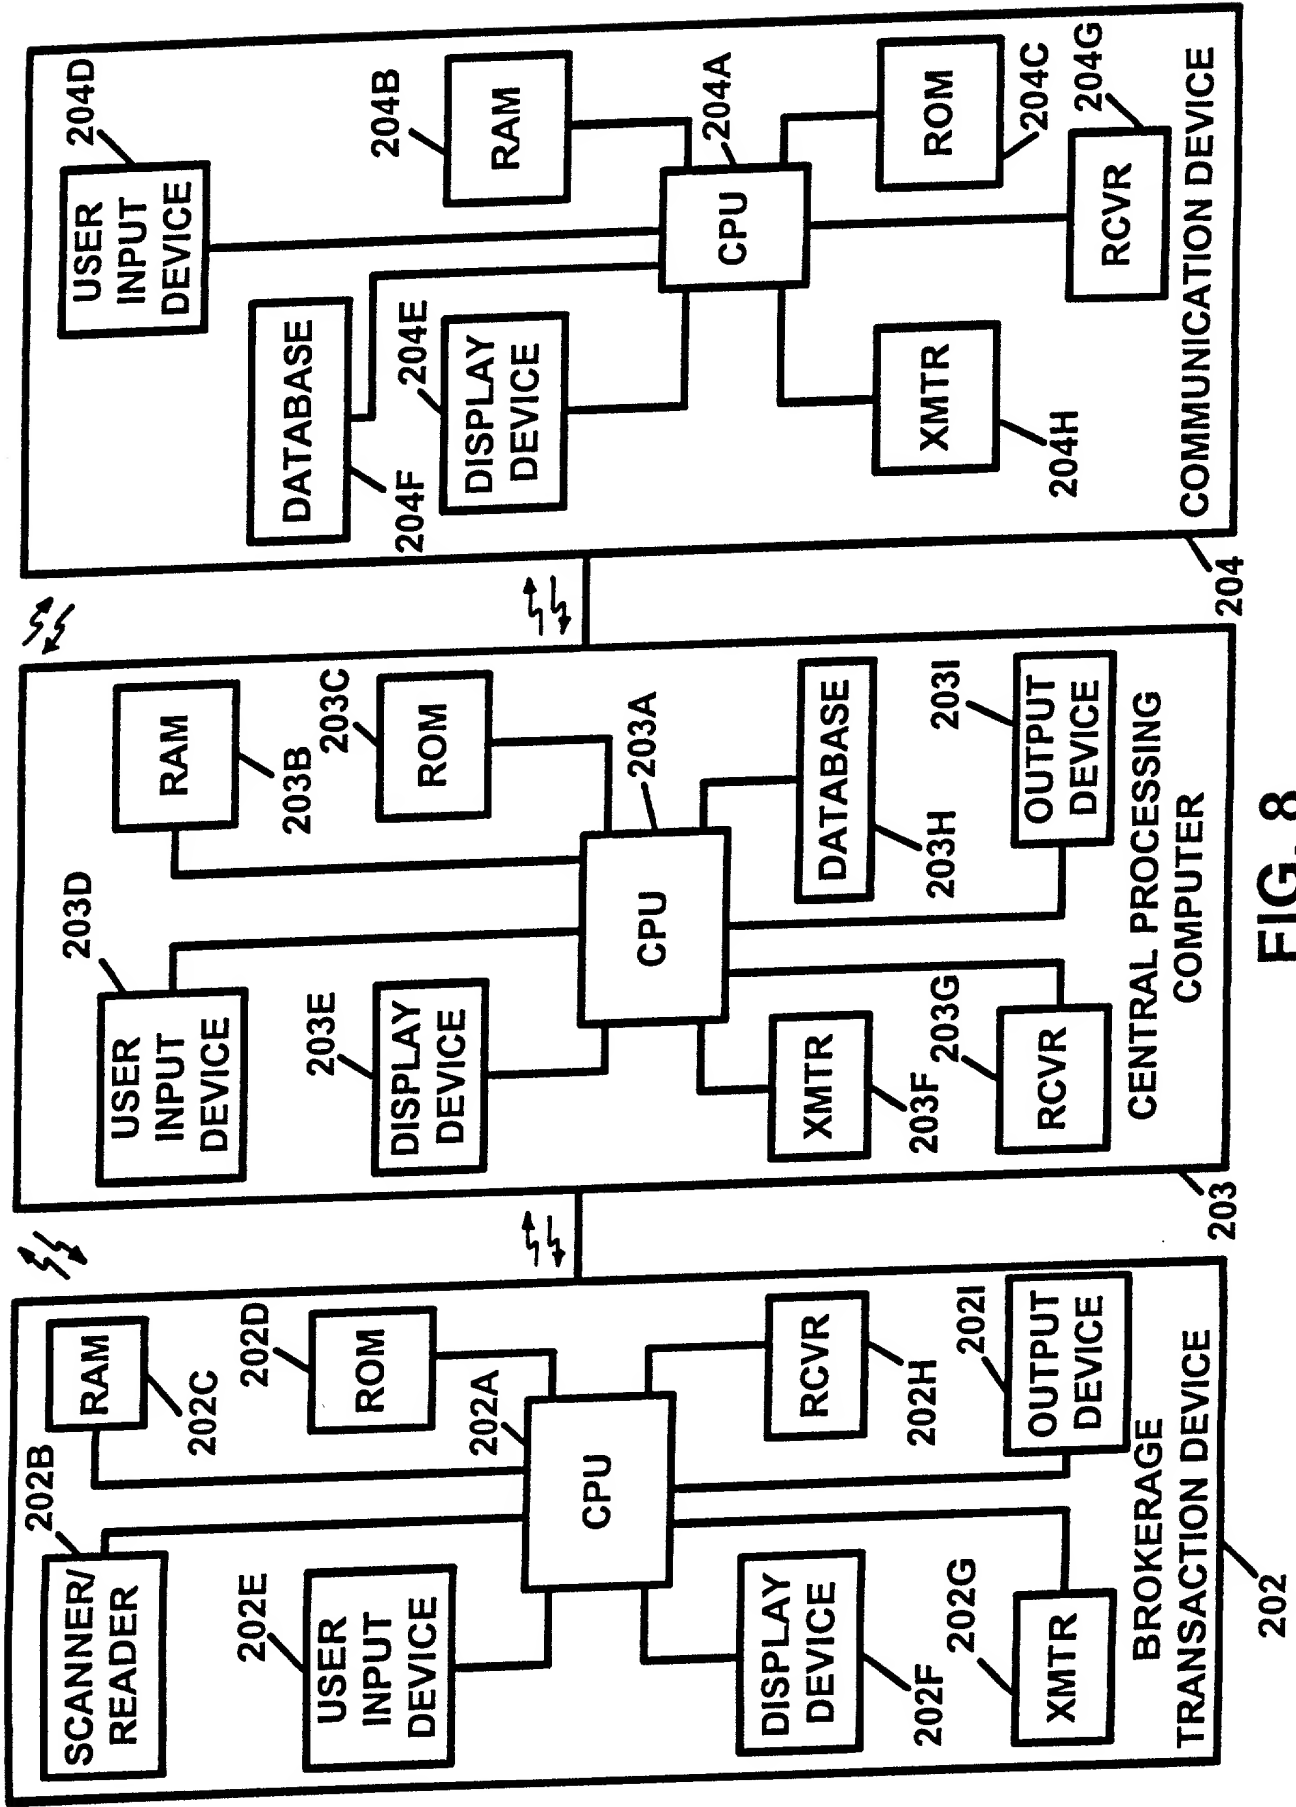 202B
SCANNER/
READER
RAM
202C
202E
USER
INPUT
DEVICE
202D
ROM
202A
CPU
DISPLAY
DEVICE
202F
RCVR
202H
202G
XMTR
202I
OUTPUT
DEVICE
BROKERAGE
TRANSACTION DEVICE
202
203D
USER
INPUT
DEVICE
RAM
203B
203E
DISPLAY
DEVICE
203C
ROM
203A
CPU
XMTR
203F
DATABASE
203H
203G
RCVR
203I
OUTPUT
DEVICE
CENTRAL PROCESSING
COMPUTER
203
204D
USER
INPUT
DEVICE
DATABASE
204F
204E
DISPLAY
DEVICE
204B
RAM
204A
CPU
XMTR
204H
ROM
204C
204G
RCVR
COMMUNICATION DEVICE
204
FIG. 8